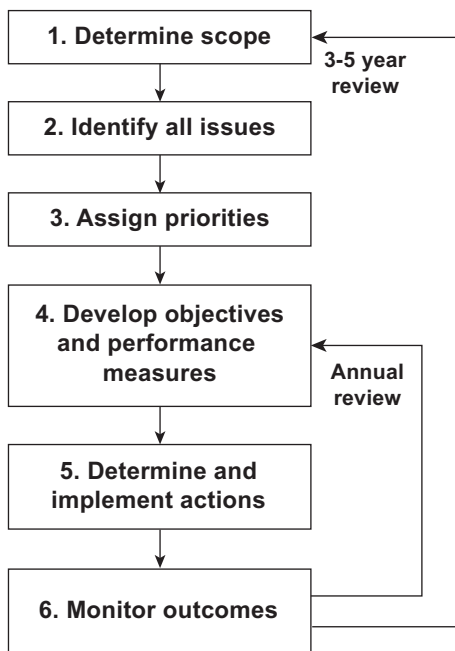 1. Determine scope
3-5 year
review
2. Identify all issues
3. Assign priorities
4. Develop objectives
and performance
measures
Annual
review
5. Determine and
implement actions
6. Monitor outcomes